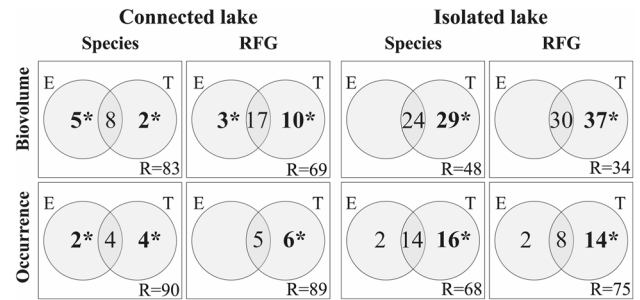 Connected lake Isolated lake
Species RFG Species RFG
Biovolume
E T E T E T E T
5* 8 2* 3* 17 10* 24 29* 30 37*
R=83 R=69 R=48 R=34
Occurrence
E T E T E T E T
2* 4 4* 5 6* 2 14 16* 2 8 14*
R=90 R=89 R=68 R=75